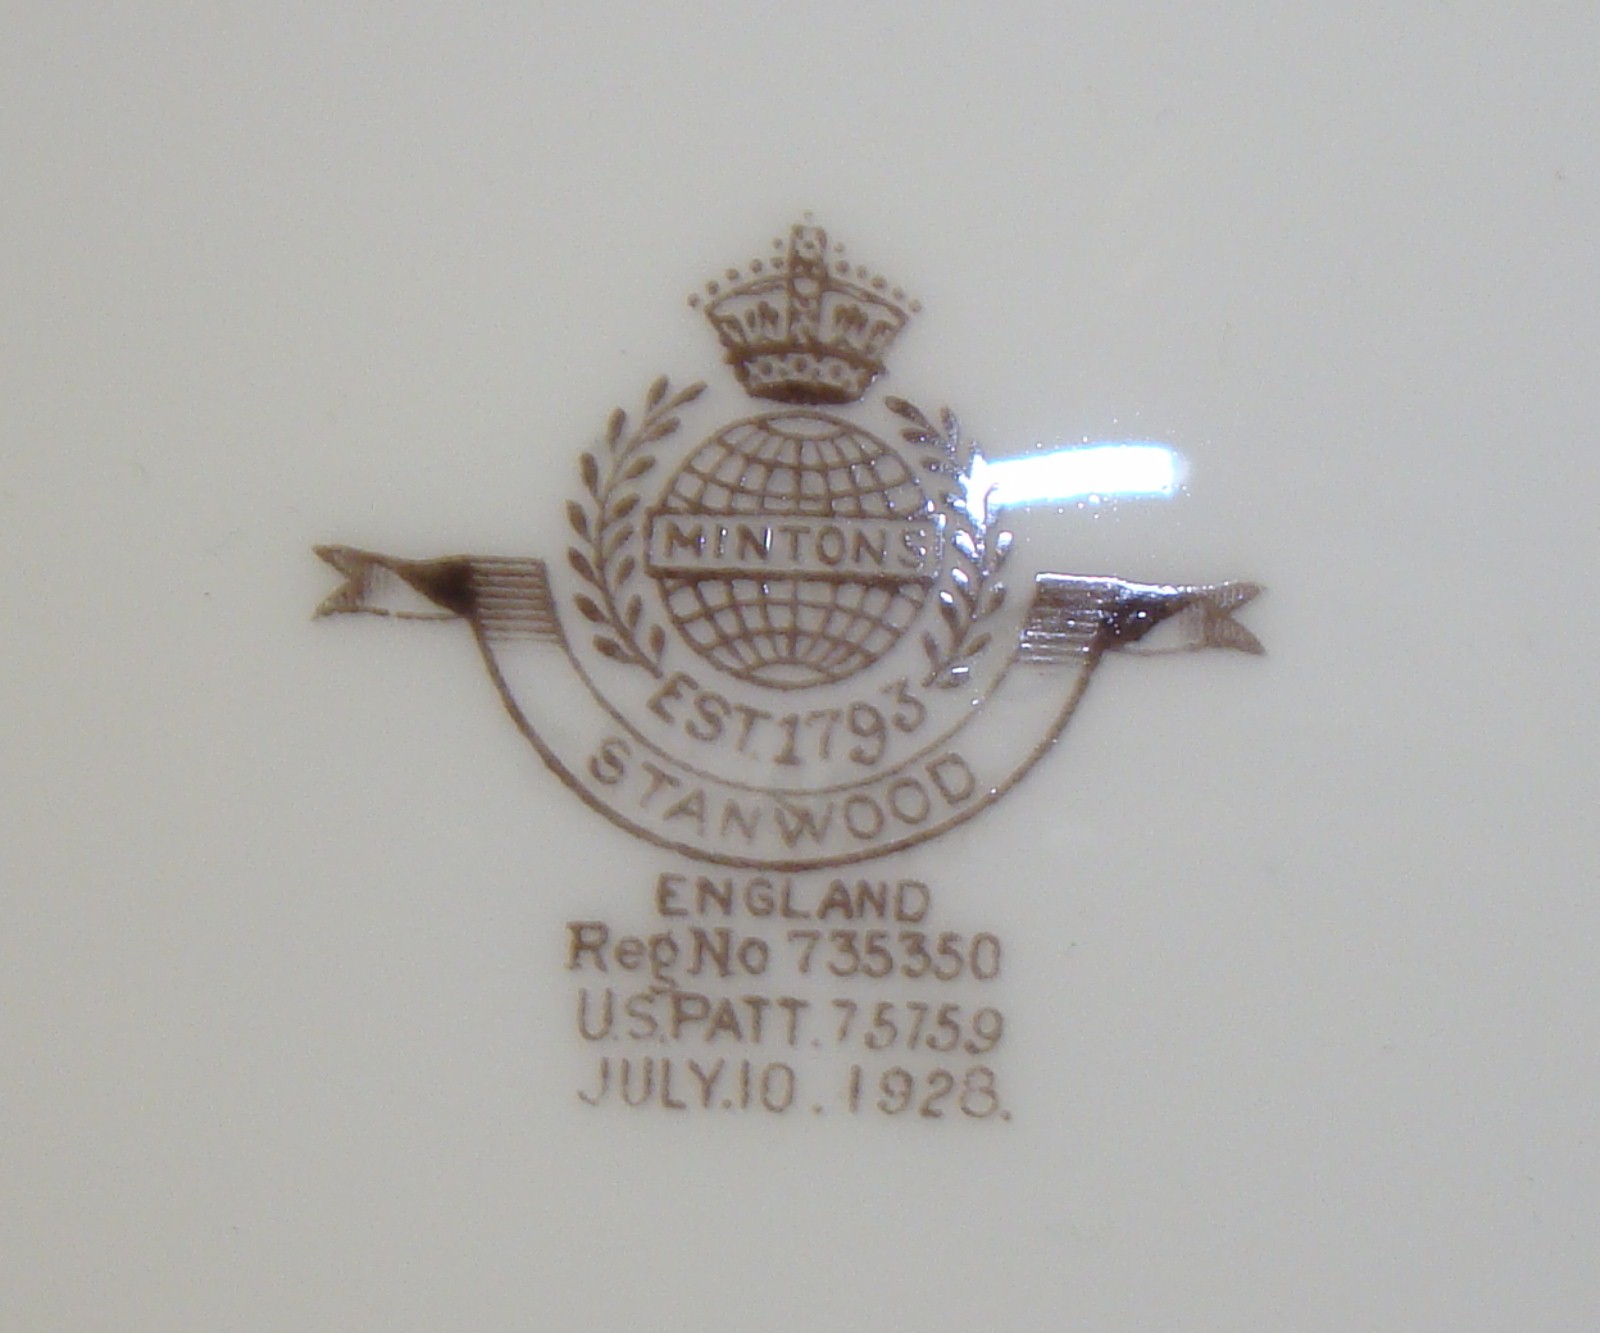 MINTONS
EST. 1793
STANWOOD
ENGLAND
Reg No 735350
U.S.PATT.75759
JULY.10.1928.